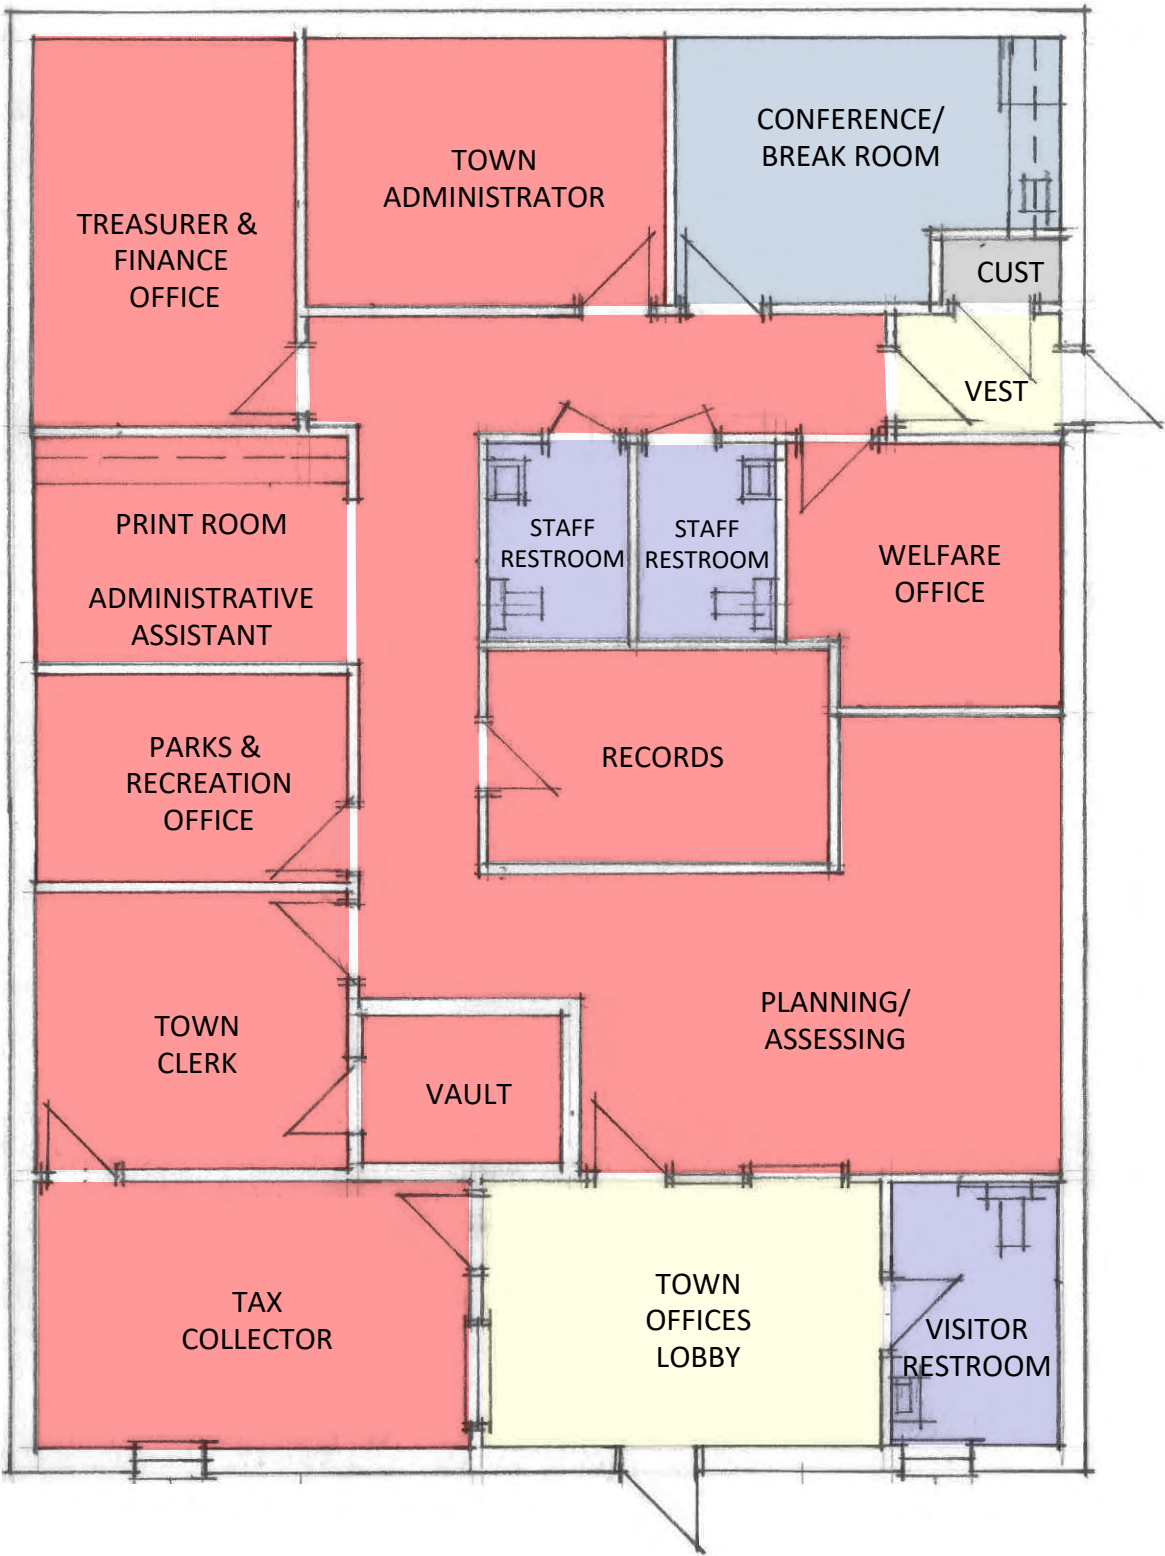 CONFERENCE/
BREAK ROOM
TOWN
ADMINISTRATOR
TREASURER &
FINANCE
OFFICE
CUST
VEST
PRINT ROOM
ADMINISTRATIVE
ASSISTANT
STAFF
RESTROOM
STAFF
RESTROOM
WELFARE
OFFICE
PARKS &
RECREATION
OFFICE
RECORDS
TOWN
CLERK
VAULT
PLANNING/
ASSESSING
TAX
COLLECTOR
TOWN
OFFICES
LOBBY
VISITOR
RESTROOM